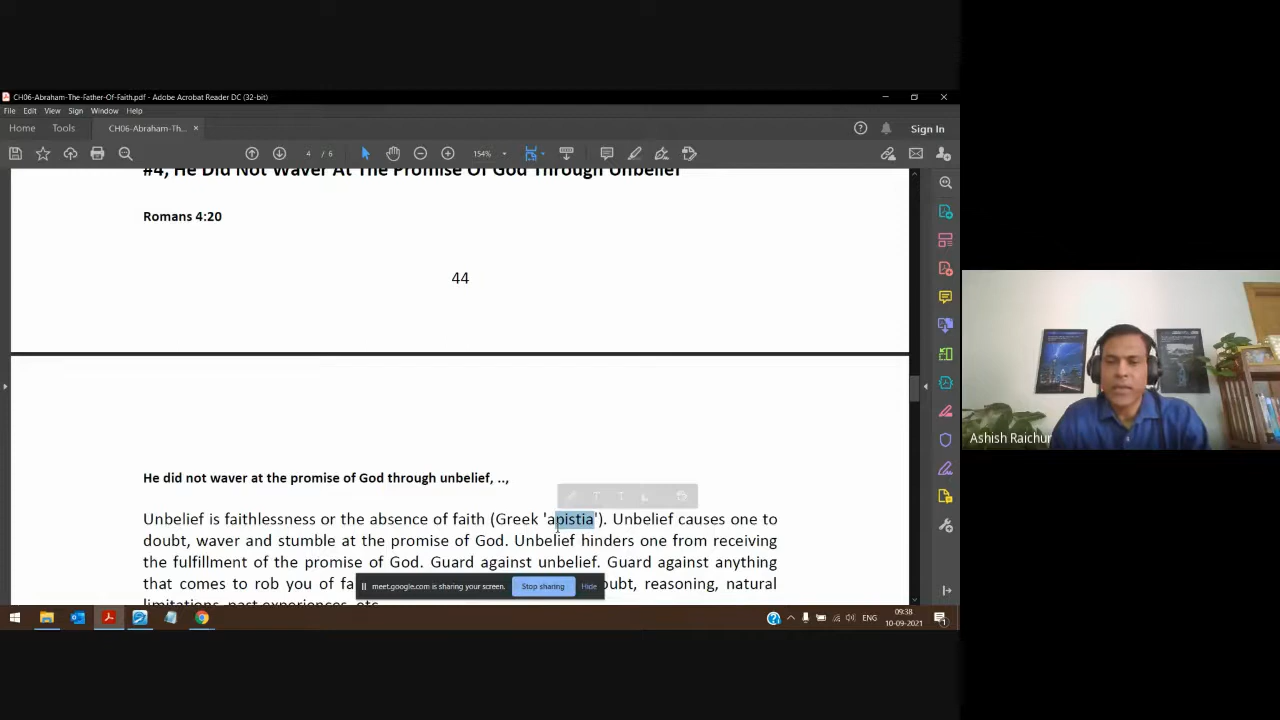 CH06-Abraham-The-Father-Of-Faith.pdf - Adobe Acrobat Reader DC (32-bit)
File Edit View Sign Window Help
Home Tools CH06-Abraham-Th... × Sign In
4 / 6 154%
#4, He Did Not Waver At The Promise Of God Through Unbelief
Romans 4:20
44
He did not waver at the promise of God through unbelief, ..,
Unbelief is faithlessness or the absence of faith (Greek 'apistia'). Unbelief causes one to
doubt, waver and stumble at the promise of God. Unbelief hinders one from receiving
the fulfillment of the promise of God. Guard against unbelief. Guard against anything
that comes to rob you of fa oubt, reasoning, natural
limitations, past experiences, etc.
meet.google.com is sharing your screen. Stop sharing Hide
Ashish Raichur
ENG
09:38
10-09-2021